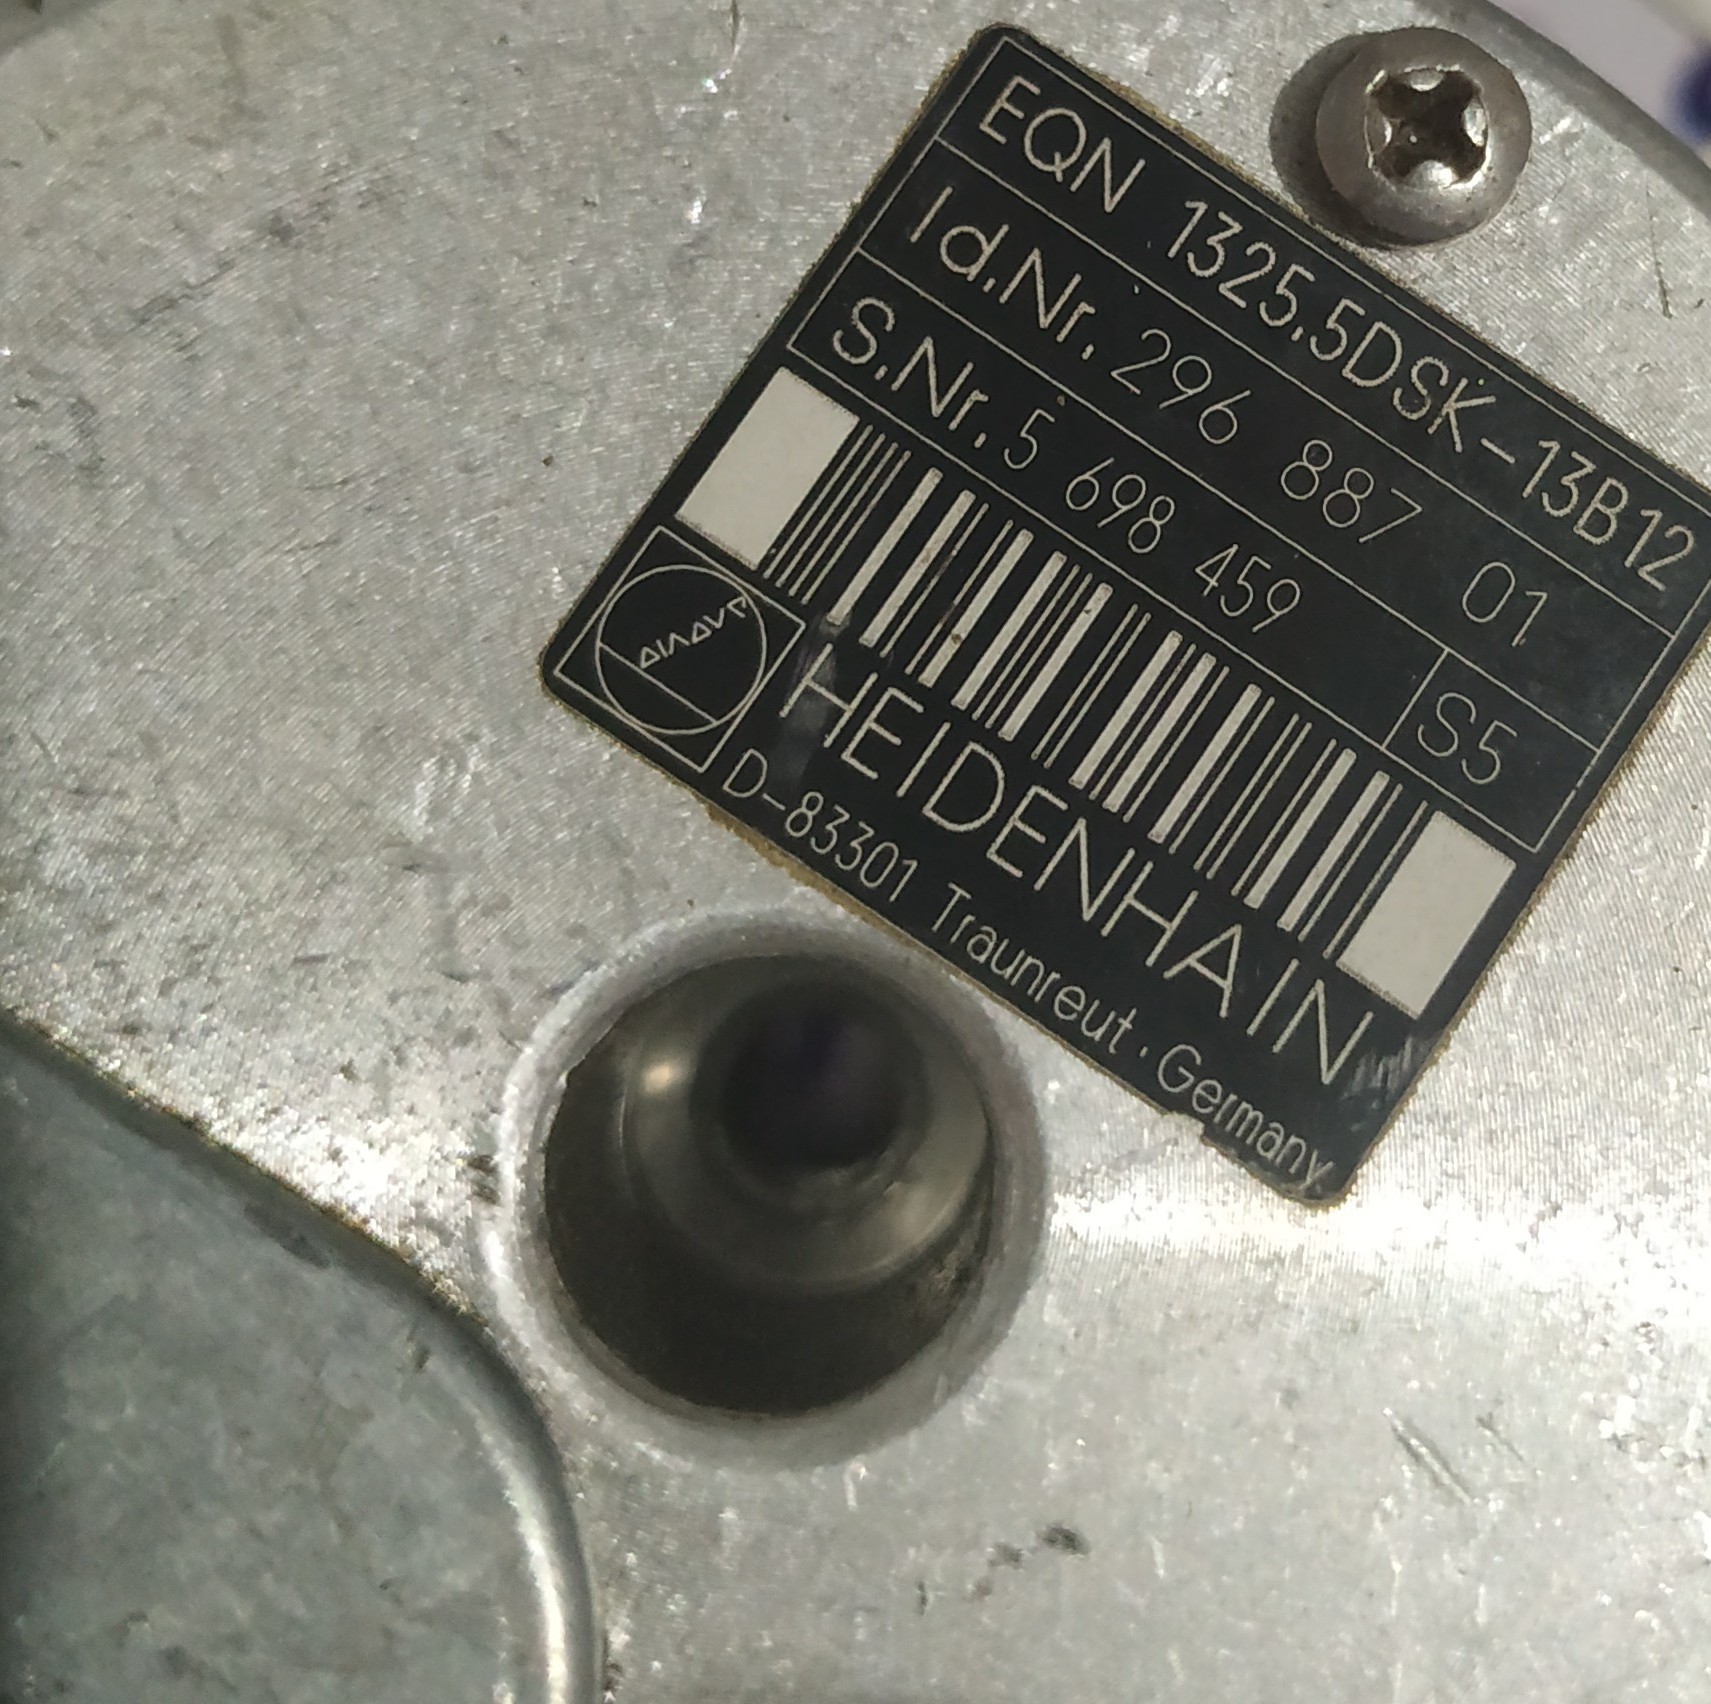 EQN 1325.5DSK-13B12
Id.Nr. 296 887 01
S.Nr. 5 698 459 S5
HEIDENHAIN
D-83301 Traunreut · Germany